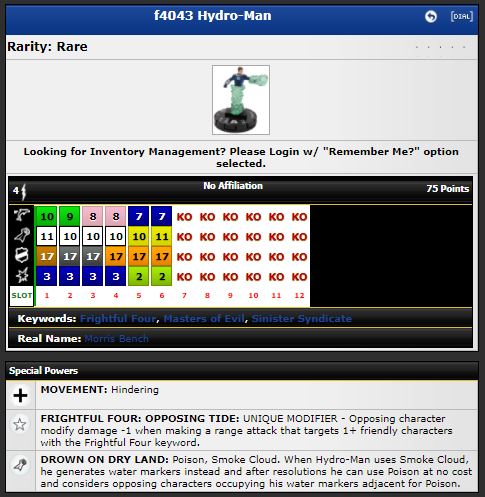 f4043 Hydro-Man
[DIAL]
Rarity: Rare
Looking for Inventory Management? Please Login w/ "Remember Me?" option
selected.
4 No Affiliation 75 Points
10 9 8 8 7 7 KO KO KO KO KO KO
11 10 10 10 10 11 KO KO KO KO KO KO
17 17 17 17 17 17 KO KO KO KO KO KO
3 3 3 3 2 2 KO KO KO KO KO KO
SLOT 1 2 3 4 5 6 7 8 9 10 11 12
Keywords: Frightful Four, Masters of Evil, Sinister Syndicate
Real Name: Morris Bench
Special Powers
MOVEMENT: Hindering
FRIGHTFUL FOUR: OPPOSING TIDE: UNIQUE MODIFIER - Opposing character
modify damage -1 when making a range attack that targets 1+ friendly characters
with the Frightful Four keyword.
DROWN ON DRY LAND: Poison, Smoke Cloud. When Hydro-Man uses Smoke Cloud,
he generates water markers instead and after resolutions he can use Poison at no cost
and considers opposing characters occupying his water markers adjacent for Poison.